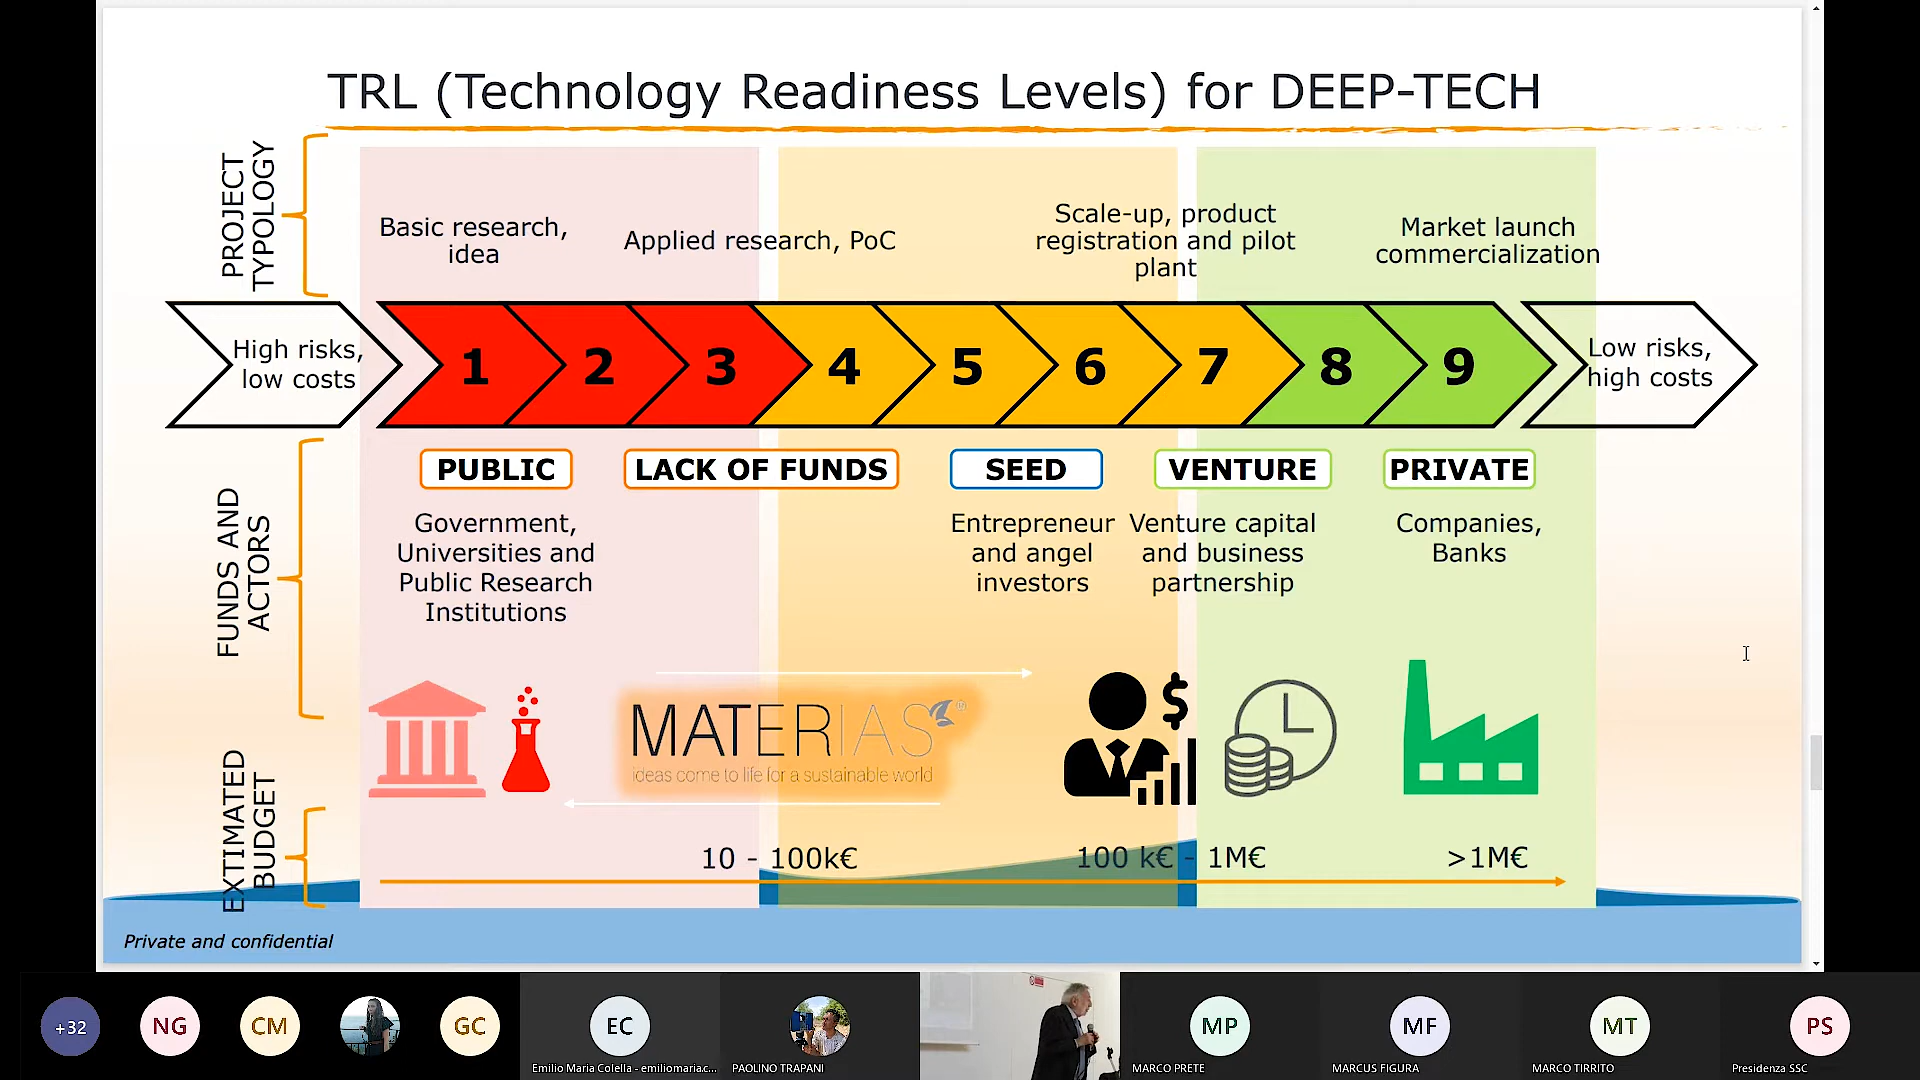 TRL (Technology Readiness Levels) for DEEP-TECH
PROJECT
TYPOLOGY
Basic research,
idea
Applied research, PoC
Scale-up, product
registration and pilot
plant
Market launch
commercialization
High risks,
low costs
1
2
3
4
5
6
7
8
9
Low risks,
high costs
FUNDS AND
ACTORS
PUBLIC
LACK OF FUNDS
SEED
VENTURE
PRIVATE
Government,
Universities and
Public Research
Institutions
Entrepreneur
and angel
investors
Venture capital
and business
partnership
Companies,
Banks
MATERIAS®
ideas come to life for a sustainable world
$
EXTIMATED
BUDGET
10 - 100k€
100 k€ - 1M€
>1M€
Private and confidential
+32
NG
CM
GC
EC
Emilio Maria Colella - emiliomaria.c...
PAOLINO TRAPANI
MP
MARCO PRETE
MF
MARCUS FIGURA
MT
MARCO TIRRITO
PS
Presidenza SSC